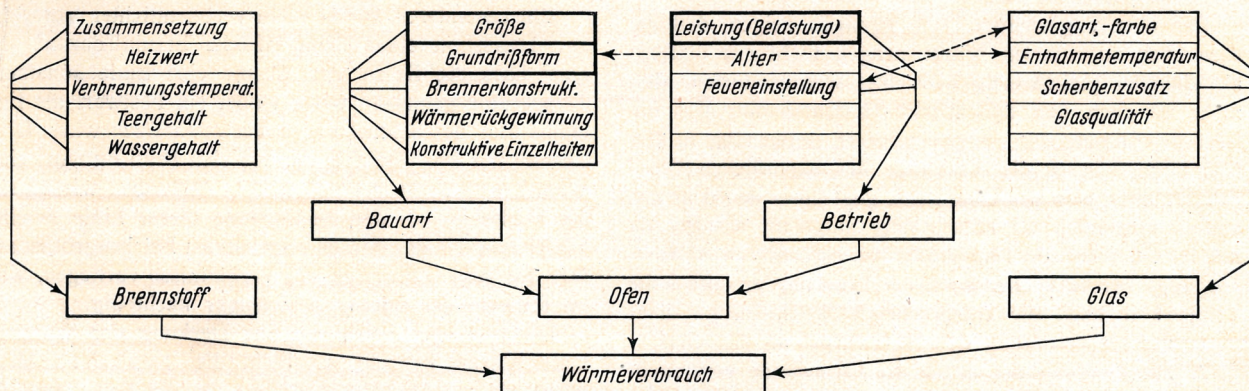 Zusammensetzung
Heizwert
Verbrennungstemperat.
Teergehalt
Wassergehalt
Größe
Grundrißform
Brennerkonstrukt.
Wärmerückgewinnung
Konstruktive Einzelheiten
Leistung (Belastung)
Alter
Feuereinstellung
Glasart, -farbe
Entnahmetemperatur
Scherbenzusatz
Glasqualität
Bauart
Betrieb
Brennstoff
Ofen
Glas
Wärmeverbrauch